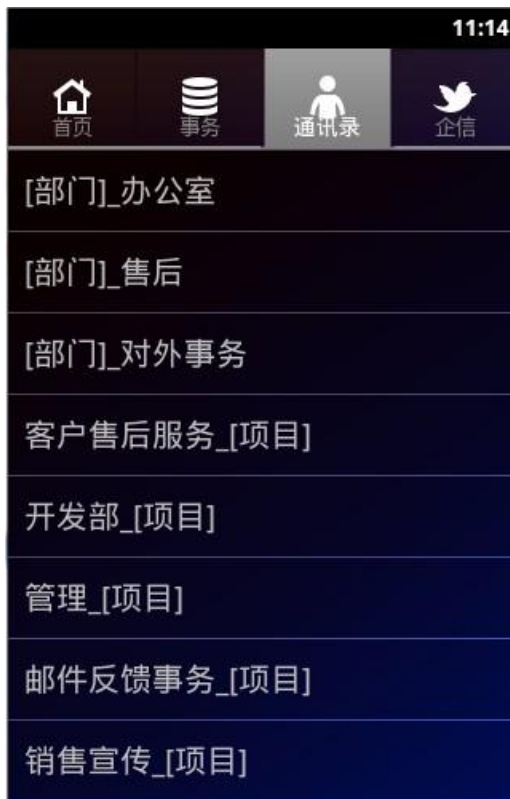 11:14
首页 事务 通讯录 企信
[部门]_办公室
[部门]_售后
[部门]_对外事务
客户售后服务_[项目]
开发部_[项目]
管理_[项目]
邮件反馈事务_[项目]
销售宣传_[项目]